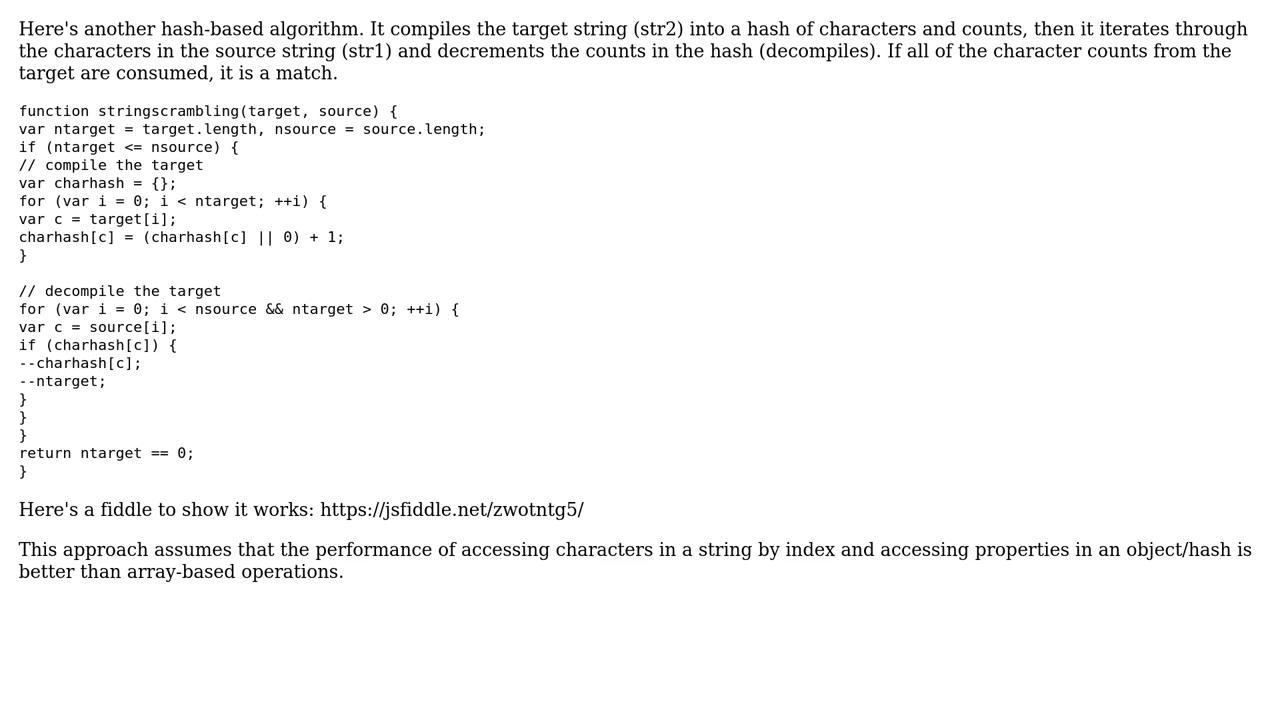 Here's another hash-based algorithm. It compiles the target string (str2) into a hash of characters and counts, then it iterates through
the characters in the source string (str1) and decrements the counts in the hash (decompiles). If all of the character counts from the
target are consumed, it is a match.
function stringscrambling(target, source) {
var ntarget = target.length, nsource = source.length;
if (ntarget <= nsource) {
// compile the target
var charhash = {};
for (var i = 0; i < ntarget; ++i) {
var c = target[i];
charhash[c] = (charhash[c] || 0) + 1;
}
// decompile the target
for (var i = 0; i < nsource && ntarget > 0; ++i) {
var c = source[i];
if (charhash[c]) {
--charhash[c];
--ntarget;
}
}
}
return ntarget == 0;
}
Here's a fiddle to show it works: https://jsfiddle.net/zwotntg5/
This approach assumes that the performance of accessing characters in a string by index and accessing properties in an object/hash is
better than array-based operations.